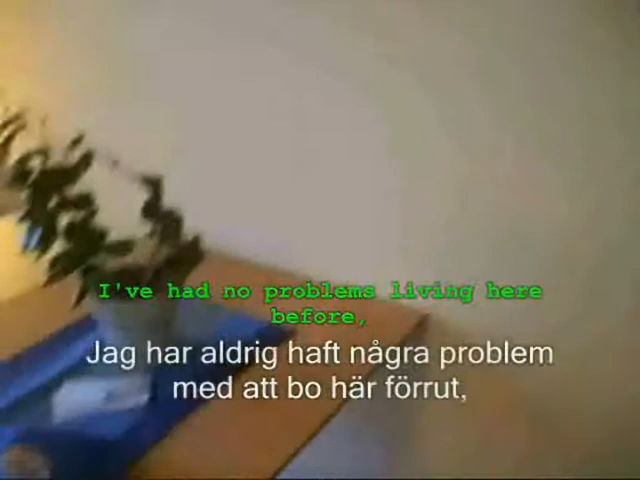 I've had no problems living here
before,
Jag har aldrig haft några problem
med att bo här förrut,